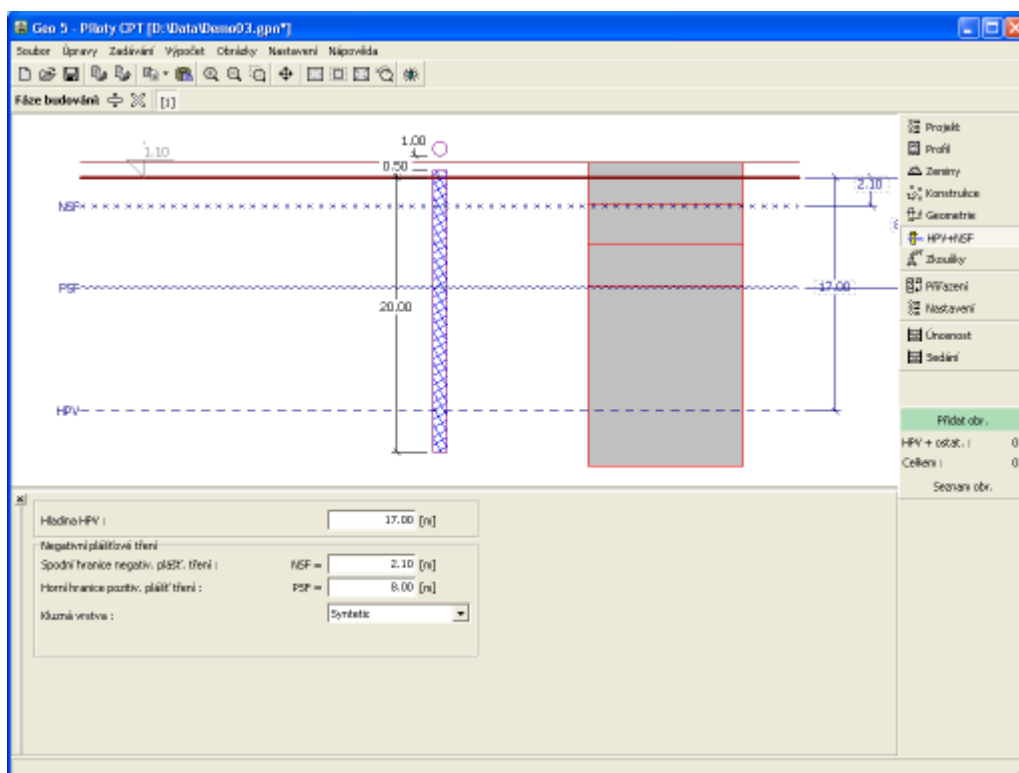 Geo 5 - Piloty CPT [D:\Data\Demo03.gpn*]
Soubor Úpravy Zadávání Výpočet Obrázky Nastavení Nápověda
Fáze budování [1]
1.10
1.00
0.50
NSF
2.10
PSF
20.00
17.00
HPV
Projekt
Profil
Zeminy
Konstrukce
Geometrie
HPV+NSF
Zkoušky
Přiřazení
Nastavení
Únosnost
Sedání
Přidat obr.
HPV + ostat. : 0
Celkem : 0
Seznam obr.
Hladina HPV : 17.00 [m]
Negativní plášťové tření
Spodní hranice negativ. plášť. tření : NSF = 2.10 [m]
Horní hranice pozitiv. plášť tření : PSF = 8.00 [m]
Kluzná vrstva : Syntetic